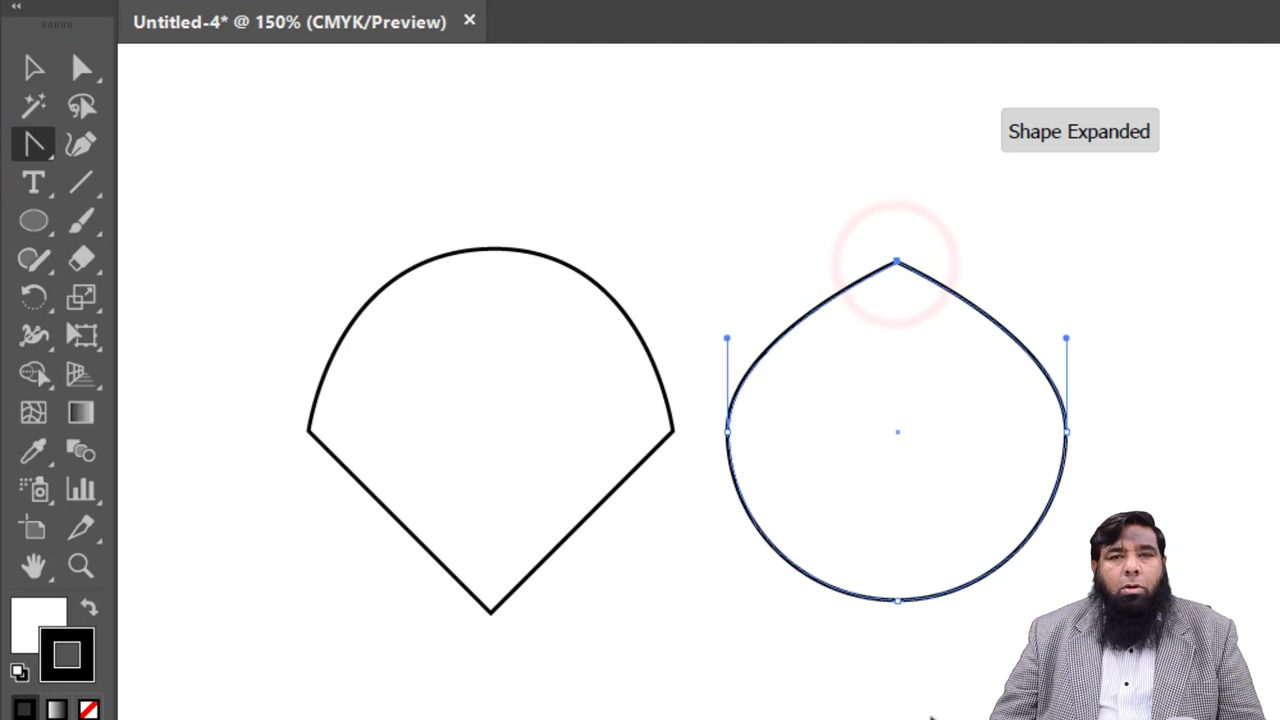 Untitled-4* @ 150% (CMYK/Preview) ×
Shape Expanded